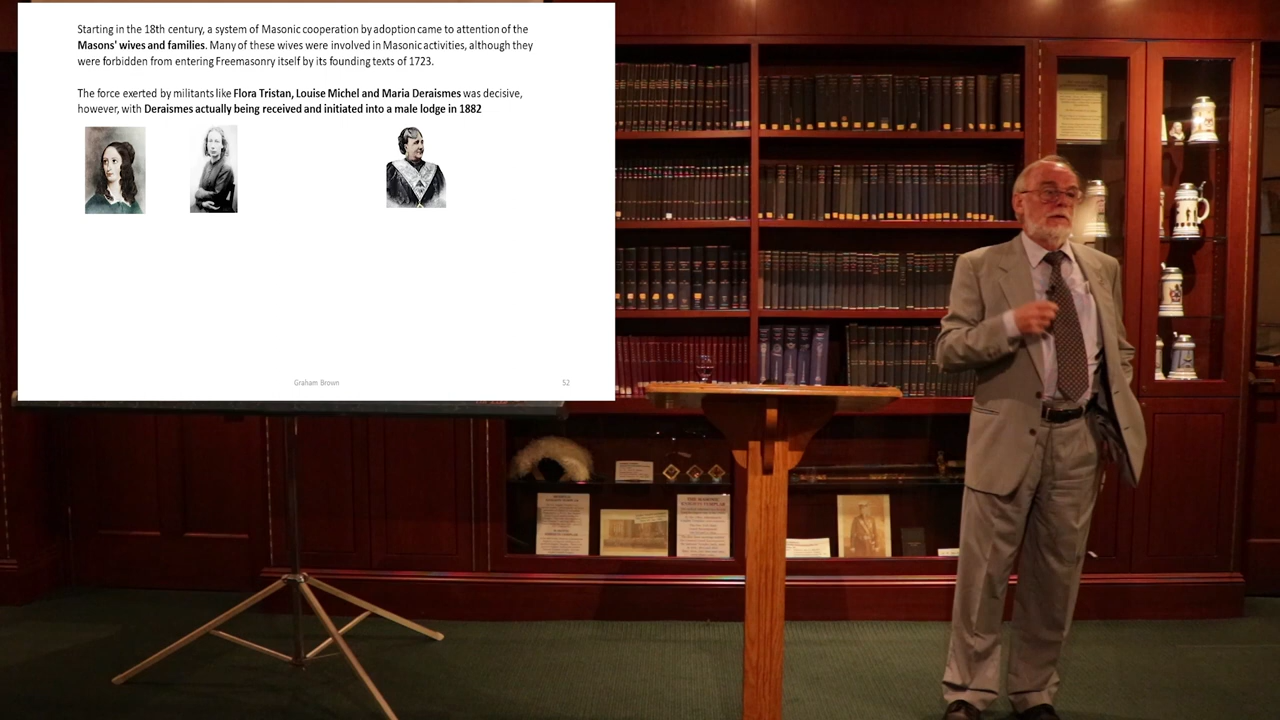 Starting in the 18th century, a system of Masonic cooperation by adoption came to attention of the
Masons' wives and families. Many of these wives were involved in Masonic activities, although they
were forbidden from entering Freemasonry itself by its founding texts of 1723.
The force exerted by militants like Flora Tristan, Louise Michel and Maria Deraismes was decisive,
however, with Deraismes actually being received and initiated into a male lodge in 1882
Graham Brown
52